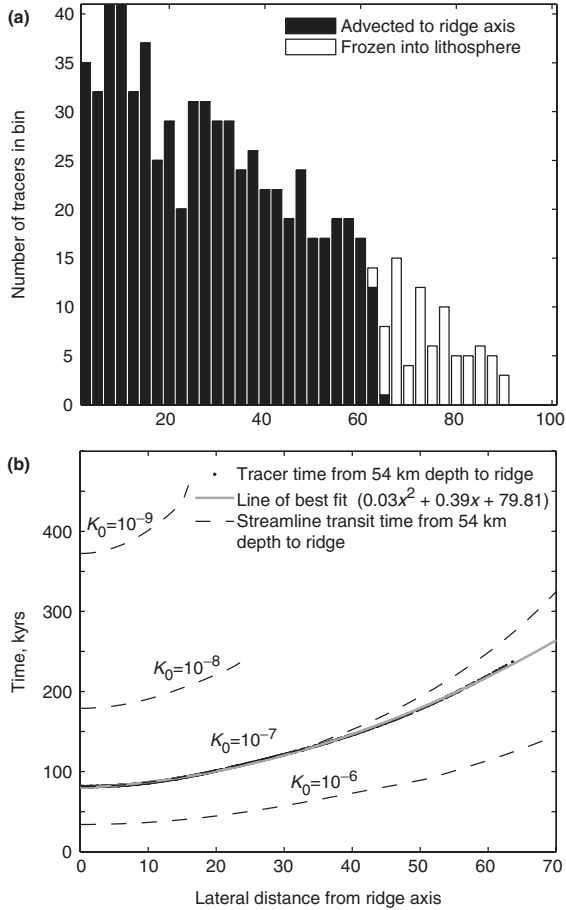 (a)
40
35
30
25
20
15
10
5
0
Number of tracers in bin
Advected to ridge axis
Frozen into lithosphere
20 40 60 80 100
(b)
Tracer time from 54 km depth to ridge
Line of best fit (0.03x² + 0.39x + 79.81)
Streamline transit time from 54 km
depth to ridge
K₀=10⁻⁹
K₀=10⁻⁸
K₀=10⁻⁷
K₀=10⁻⁶
400
300
200
100
0
Time, kyrs
0 10 20 30 40 50 60 70
Lateral distance from ridge axis